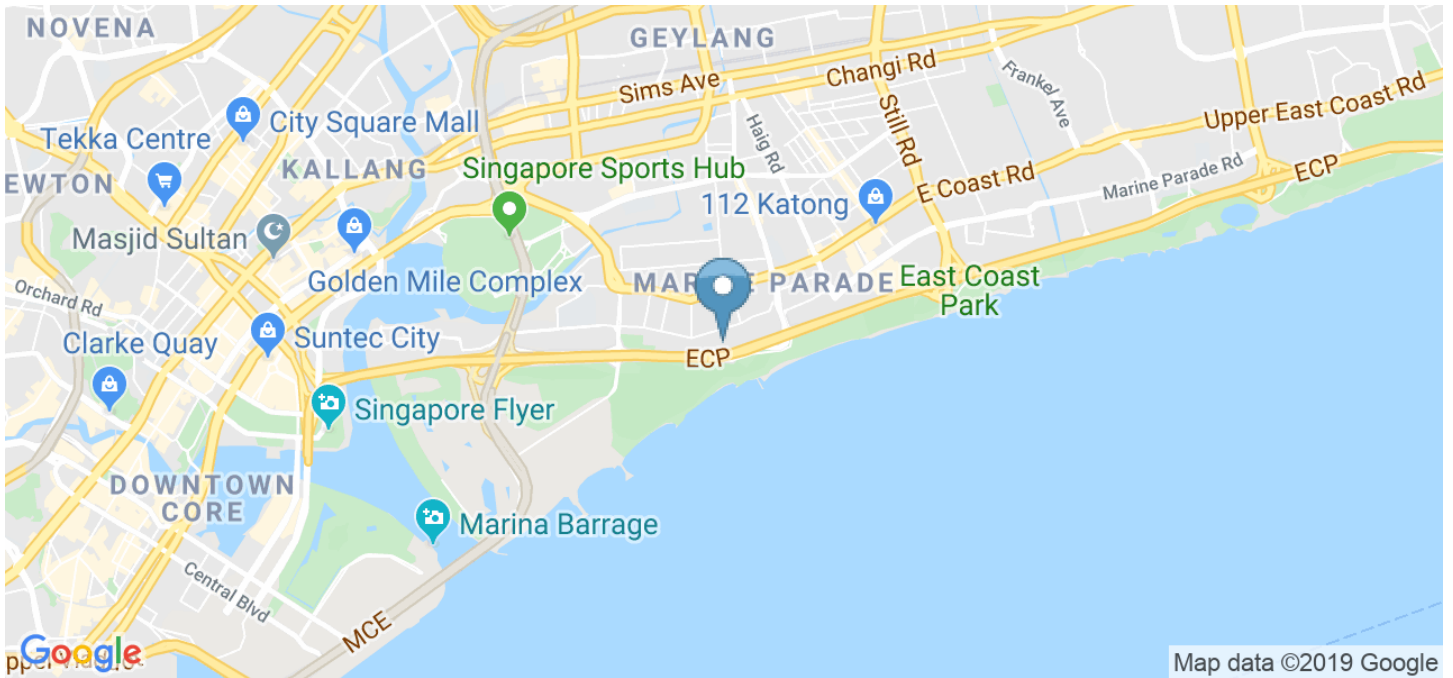 NOVENA
GEYLANG
Changi Rd
Sims Ave
Frankel Ave
Upper East Coast Rd
Tekka Centre
City Square Mall
Haig Rd
Still Rd
KALLANG
Singapore Sports Hub
EWTON
E Coast Rd
Marine Parade Rd
ECP
112 Katong
Masjid Sultan
Golden Mile Complex
PARADE
East Coast
Park
Orchard Rd
Clarke Quay
Suntec City
ECP
Singapore Flyer
DOWNTOWN
CORE
Marina Barrage
Central Blvd
MCE
Google
Map data ©2019 Google